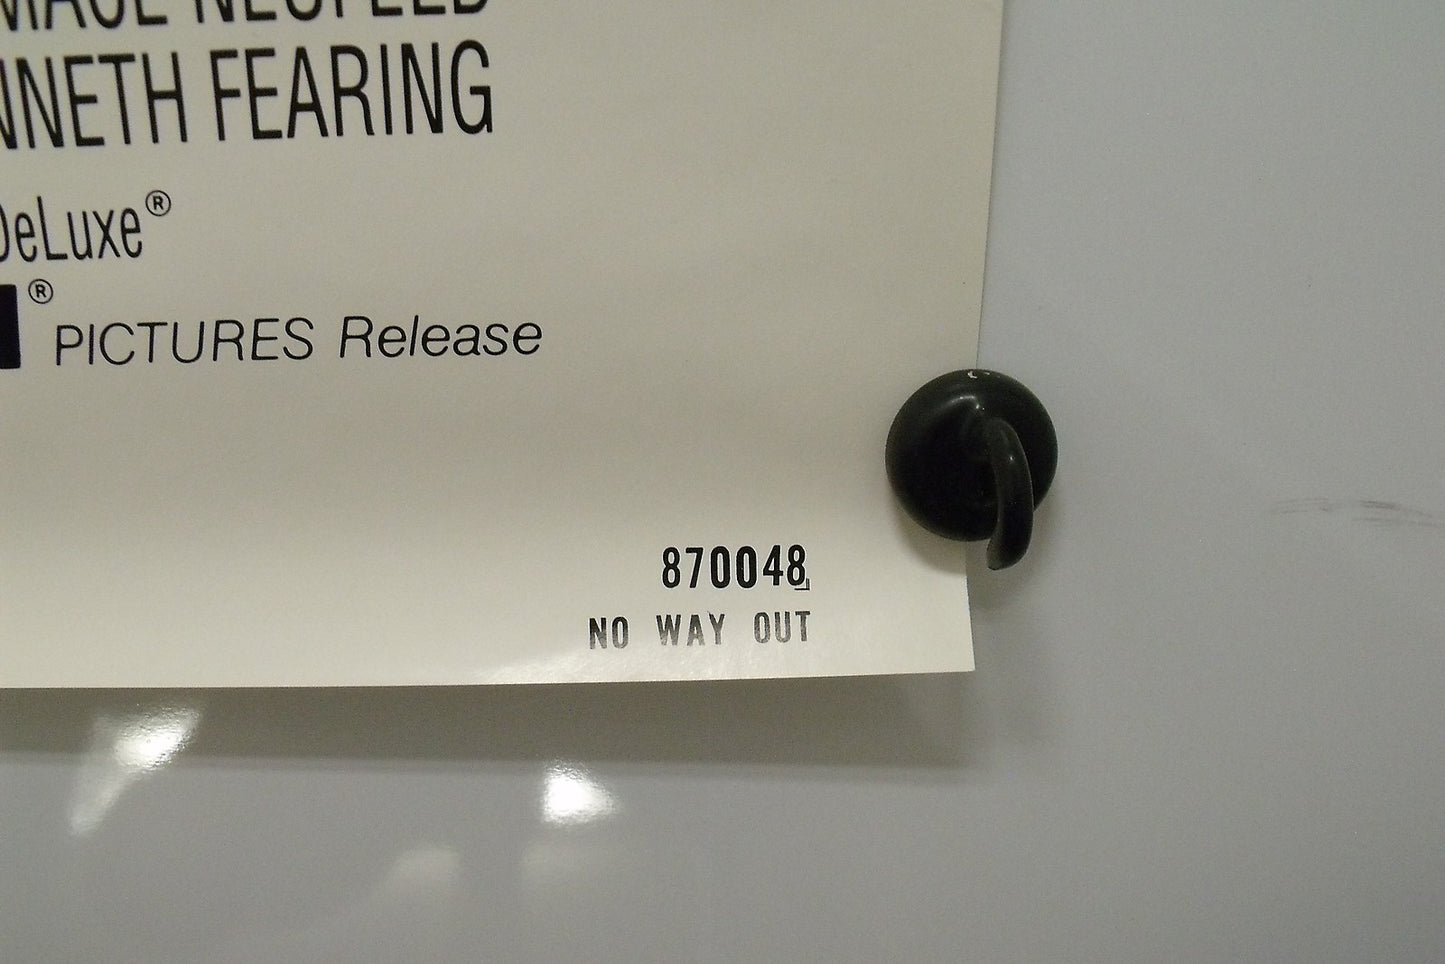 NNETH FEARING
DeLuxe®
®
PICTURES Release
870048
NO WAY OUT